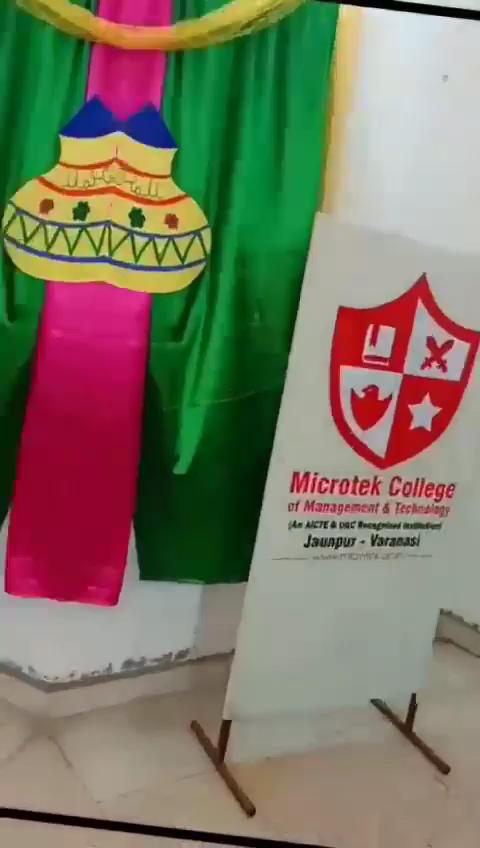 Microtek College
of Management & Technology
(An AICTE & UGC Recognised Institution)
Jaunpur - Varanasi